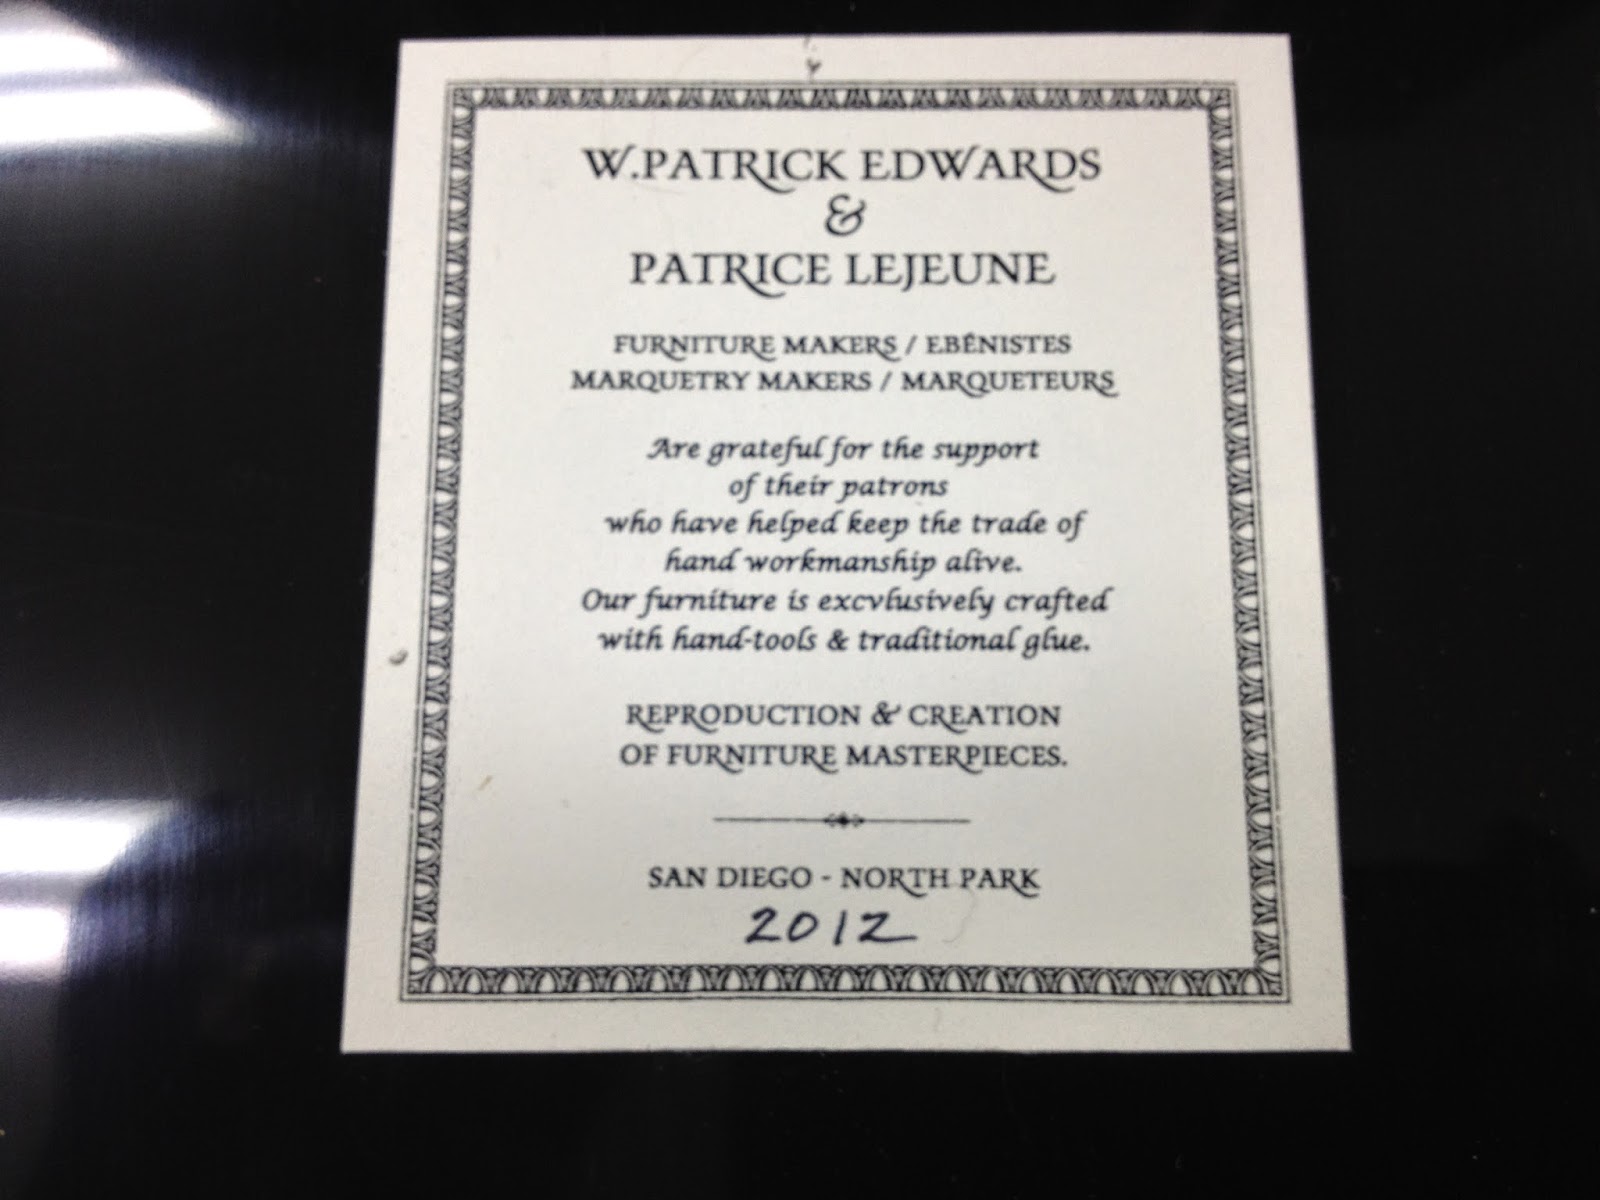 W.PATRICK EDWARDS
&
PATRICE LEJEUNE
FURNITURE MAKERS / EBÉNISTES
MARQUETRY MAKERS / MARQUETEURS
Are grateful for the support
of their patrons
who have helped keep the trade of
hand workmanship alive.
Our furniture is excvlusively crafted
with hand-tools & traditional glue.
REPRODUCTION & CREATION
OF FURNITURE MASTERPIECES.
SAN DIEGO - NORTH PARK
2012